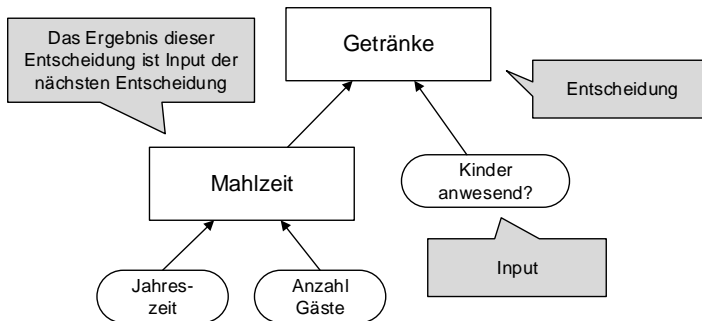 Das Ergebnis dieser
Entscheidung ist Input der
nächsten Entscheidung
Getränke
Entscheidung
Mahlzeit
Kinder
anwesend?
Jahres-
zeit
Anzahl
Gäste
Input